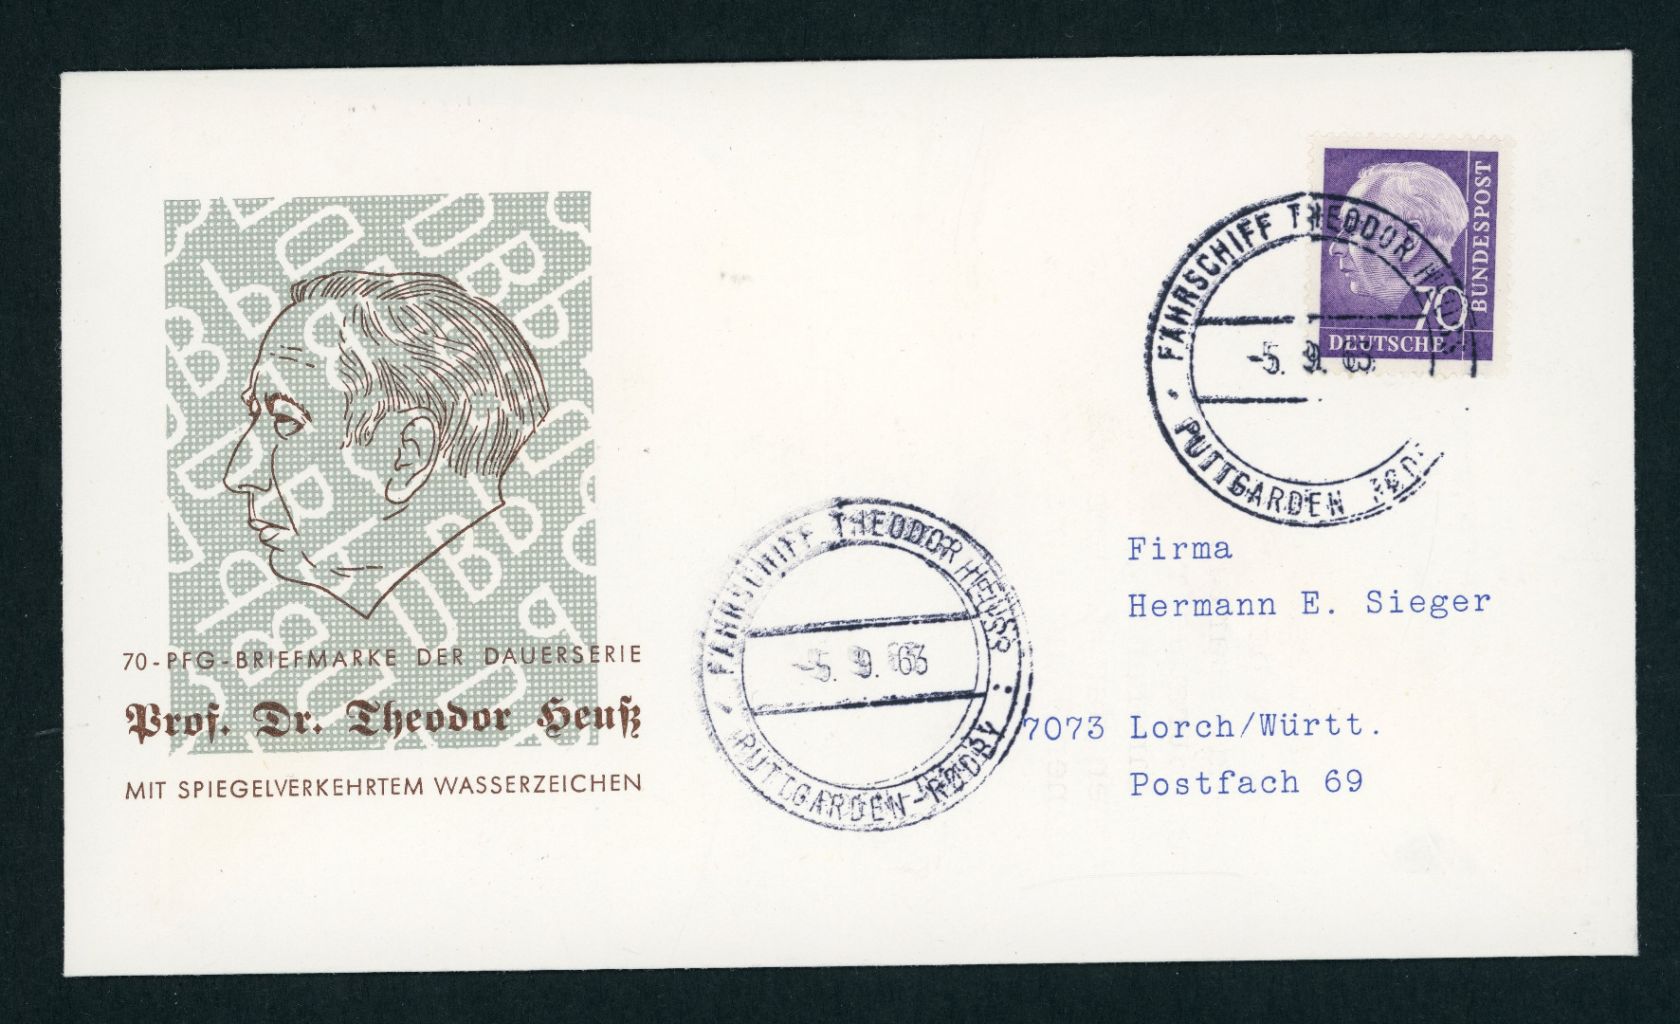 BUNDESPOST
70
DEUTSCHE
FÄHRSCHIFF THEODOR HEUSS
-5. 9. 63
PUTTGARDEN
FÄHRSCHIFF THEODOR HEUSS
-5. 9. 63
PUTTGARDEN-RØDBY
70-PFG-BRIEFMARKE DER DAUERSERIE
Prof. Dr. Theodor Heuß
MIT SPIEGELVERKEHRTEM WASSERZEICHEN
Firma
Hermann E. Sieger
7073 Lorch/Württ.
Postfach 69